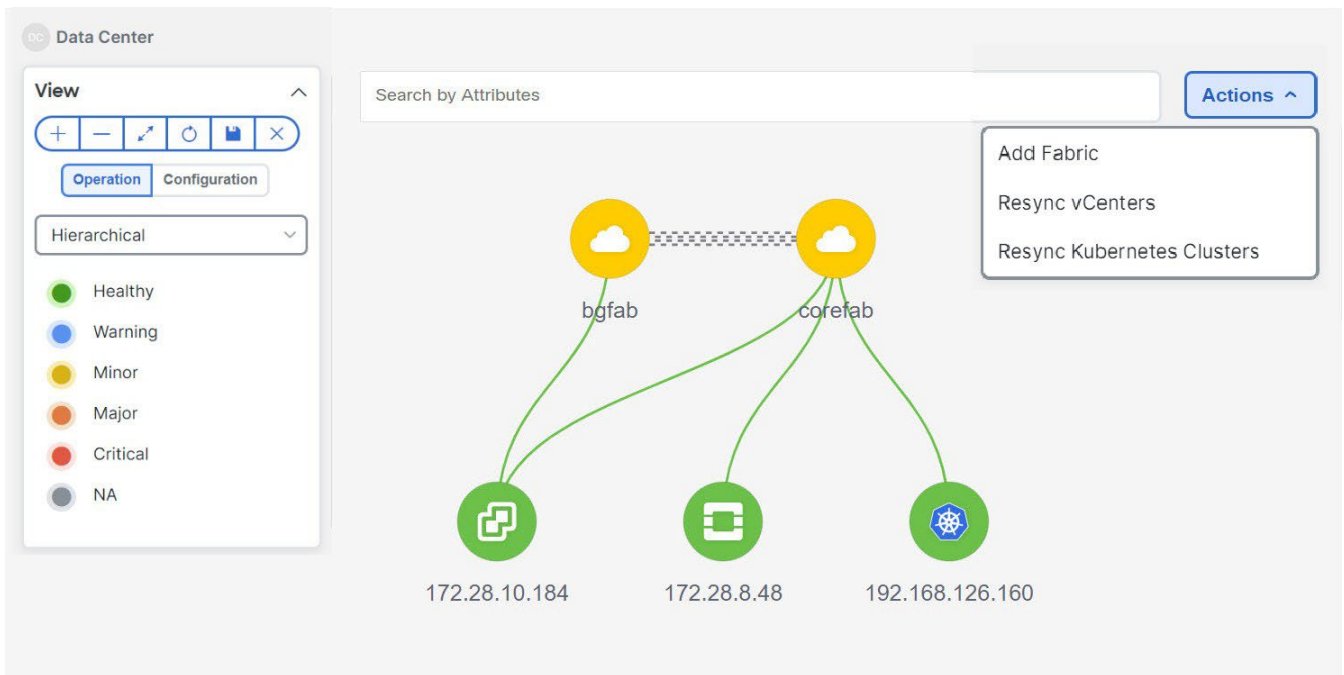 DC Data Center
View
Search by Attributes
Actions
Operation Configuration
Hierarchical
Healthy
Warning
Minor
Major
Critical
NA
Add Fabric
Resync vCenters
Resync Kubernetes Clusters
bgfab
corefab
172.28.10.184
172.28.8.48
192.168.126.160